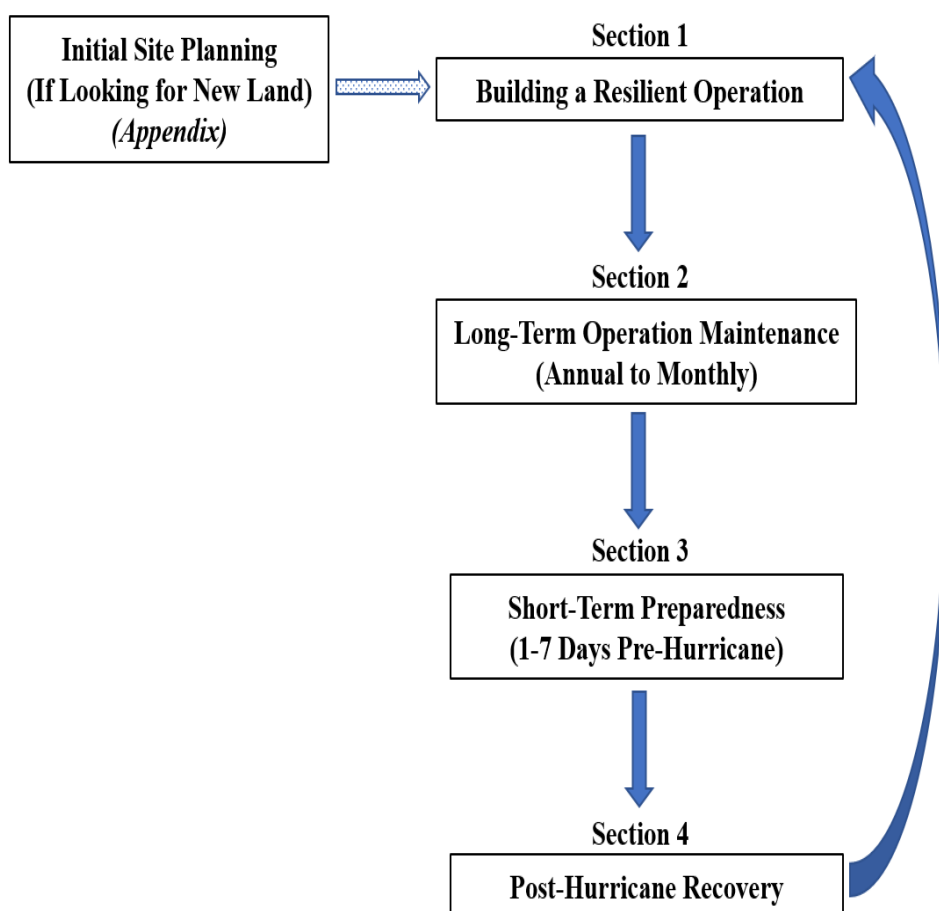 Initial Site Planning
(If Looking for New Land)
(Appendix)
Section 1
Building a Resilient Operation
Section 2
Long-Term Operation Maintenance
(Annual to Monthly)
Section 3
Short-Term Preparedness
(1-7 Days Pre-Hurricane)
Section 4
Post-Hurricane Recovery